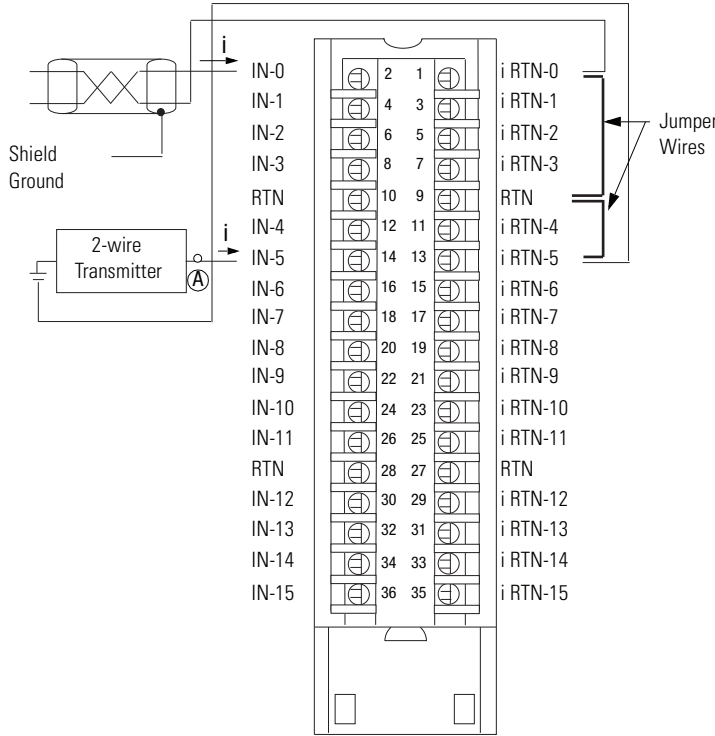 i
IN-0 2 1 i RTN-0
IN-1 4 3 i RTN-1
IN-2 6 5 i RTN-2
Jumper
Wires
Shield
Ground
IN-3 8 7 i RTN-3
RTN 10 9 RTN
i
IN-4 12 11 i RTN-4
2-wire
Transmitter
A
IN-5 14 13 i RTN-5
IN-6 16 15 i RTN-6
IN-7 18 17 i RTN-7
IN-8 20 19 i RTN-8
IN-9 22 21 i RTN-9
IN-10 24 23 i RTN-10
IN-11 26 25 i RTN-11
RTN 28 27 RTN
IN-12 30 29 i RTN-12
IN-13 32 31 i RTN-13
IN-14 34 33 i RTN-14
IN-15 36 35 i RTN-15